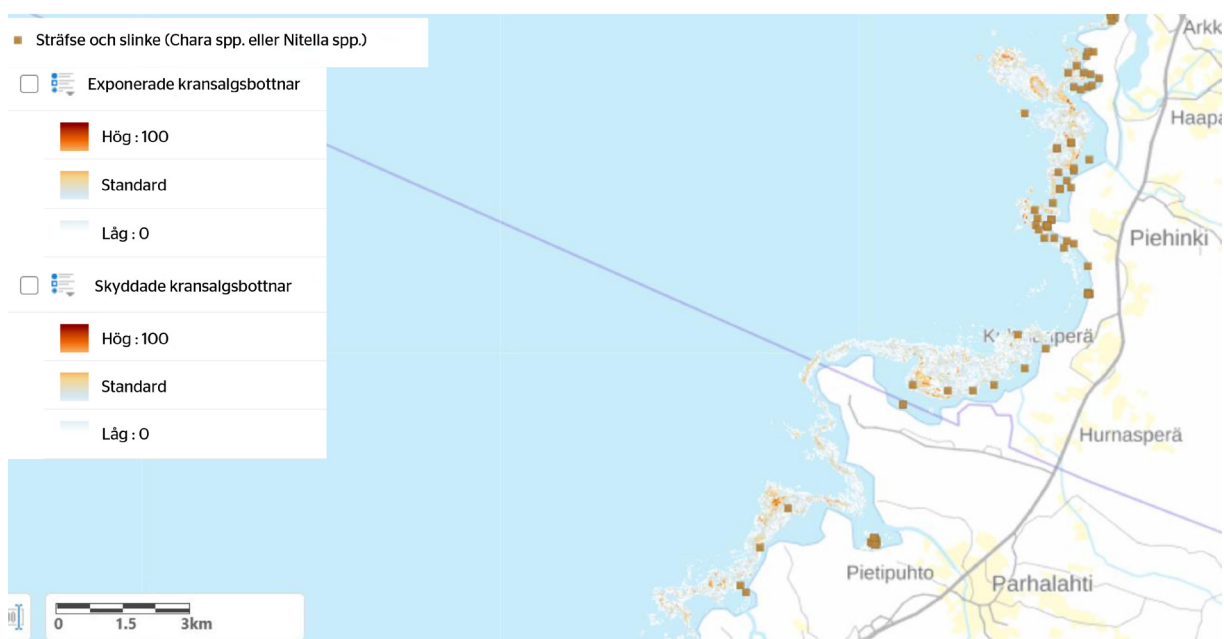 Sträfse och slinke (Chara spp. eller Nitella spp.)
Exponerade kransalgsbottnar
Hög : 100
Standard
Låg : 0
Skyddade kransalgsbottnar
Hög : 100
Standard
Låg : 0
Arkk
Haapa
Piehinki
perä
Hurnasperä
Pietipuhto
Parhalahti
0 1.5 3km